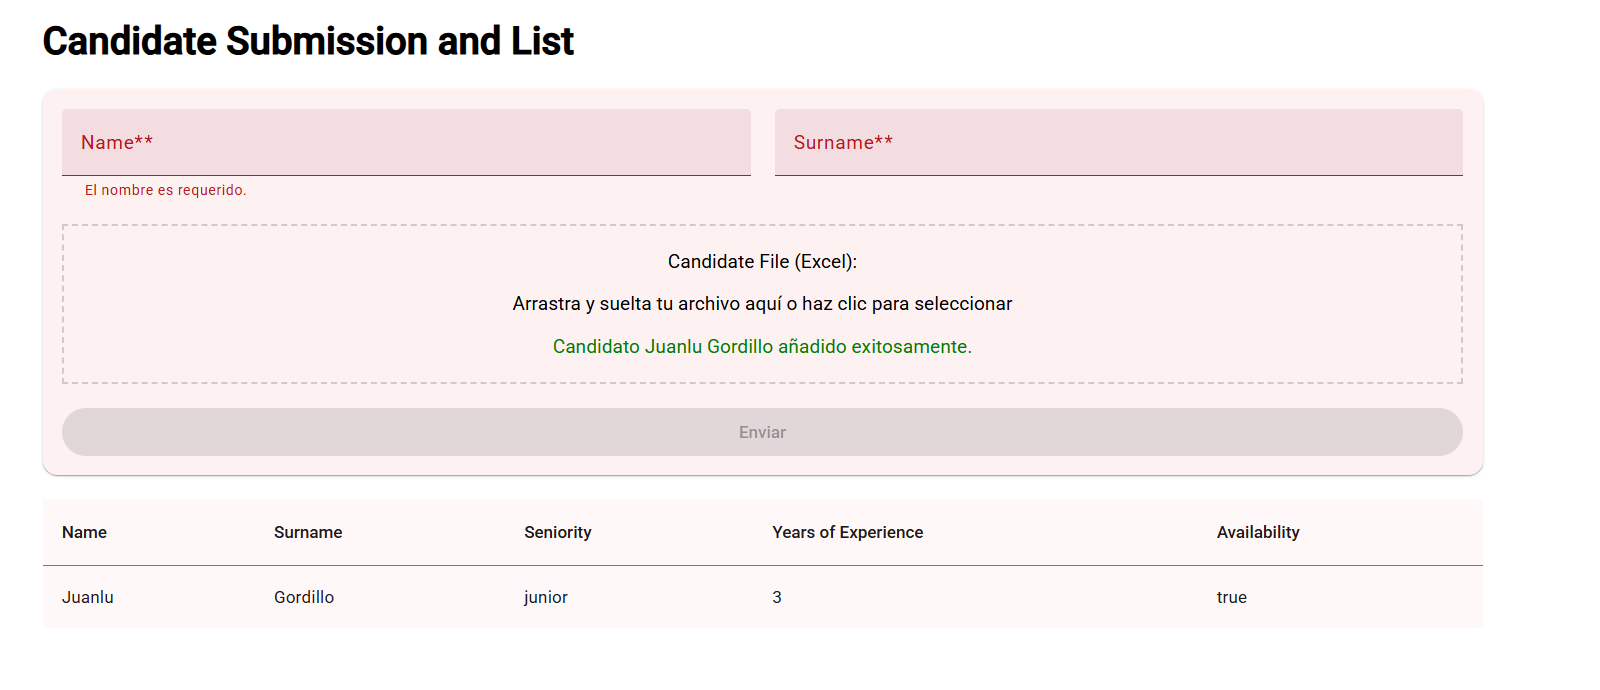 Candidate Submission and List
Name** Surname**
El nombre es requerido.
Candidate File (Excel):
Arrastra y suelta tu archivo aquí o haz clic para seleccionar
Candidato Juanlu Gordillo añadido exitosamente.
Enviar
Name Surname Seniority Years of Experience Availability
Juanlu Gordillo junior 3 true